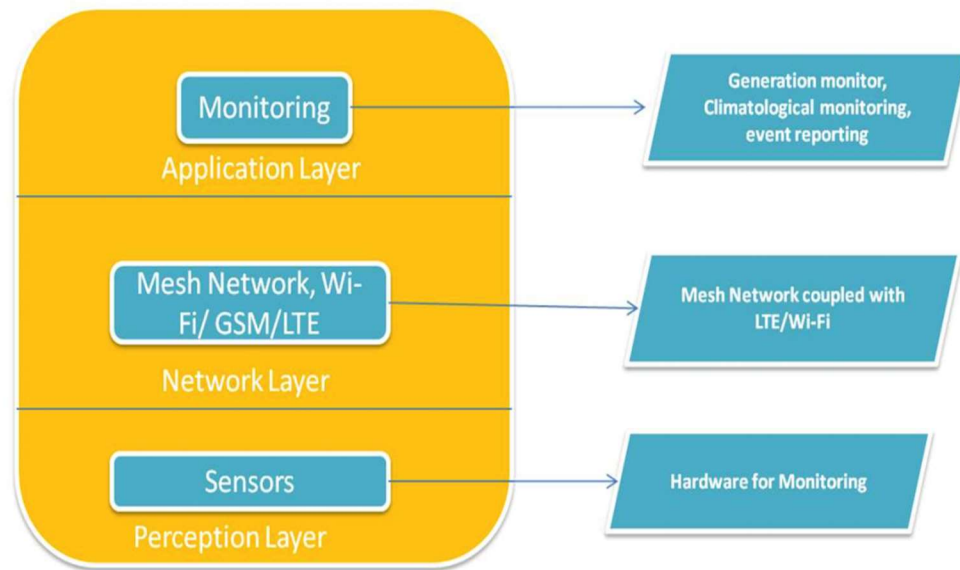 Monitoring
Application Layer
Generation monitor,
Climatological monitoring,
event reporting
Mesh Network, Wi-
Fi/ GSM/LTE
Network Layer
Mesh Network coupled with
LTE/Wi-Fi
Sensors
Perception Layer
Hardware for Monitoring